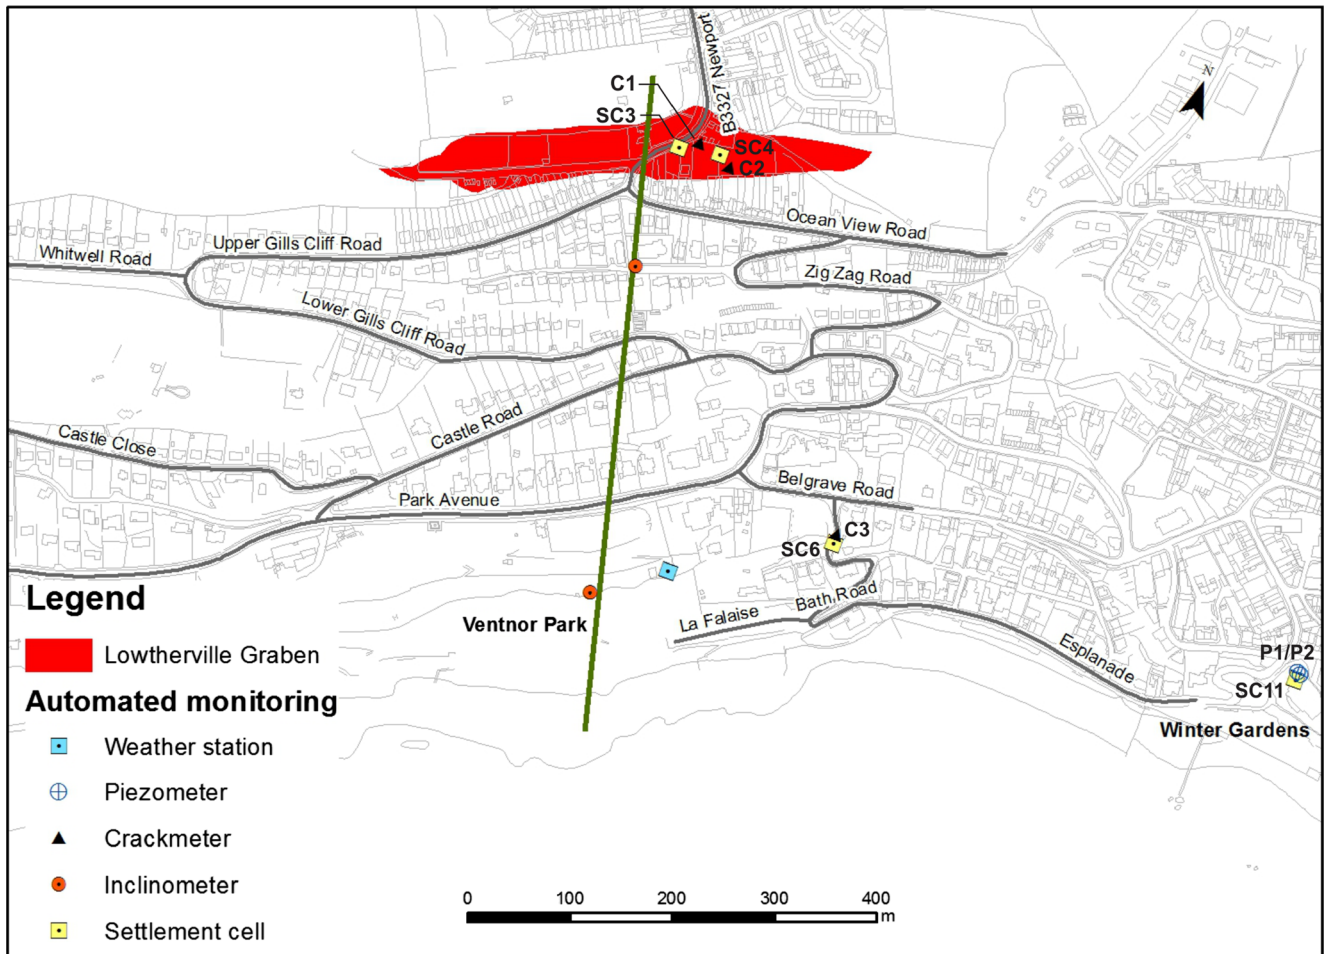 B3327 Newport
N
C1
SC3
SC4
C2
Ocean View Road
Upper Gills Cliff Road
Whitwell Road
Zig Zag Road
Lower Gills Cliff Road
Castle Road
Castle Close
Belgrave Road
Park Avenue
C3
SC6
Bath Road
La Falaise
Ventnor Park
Esplanade
P1/P2
SC11
Winter Gardens
Legend
Lowtherville Graben
Automated monitoring
Weather station
Piezometer
Crackmeter
Inclinometer
Settlement cell
0 100 200 300 400
m